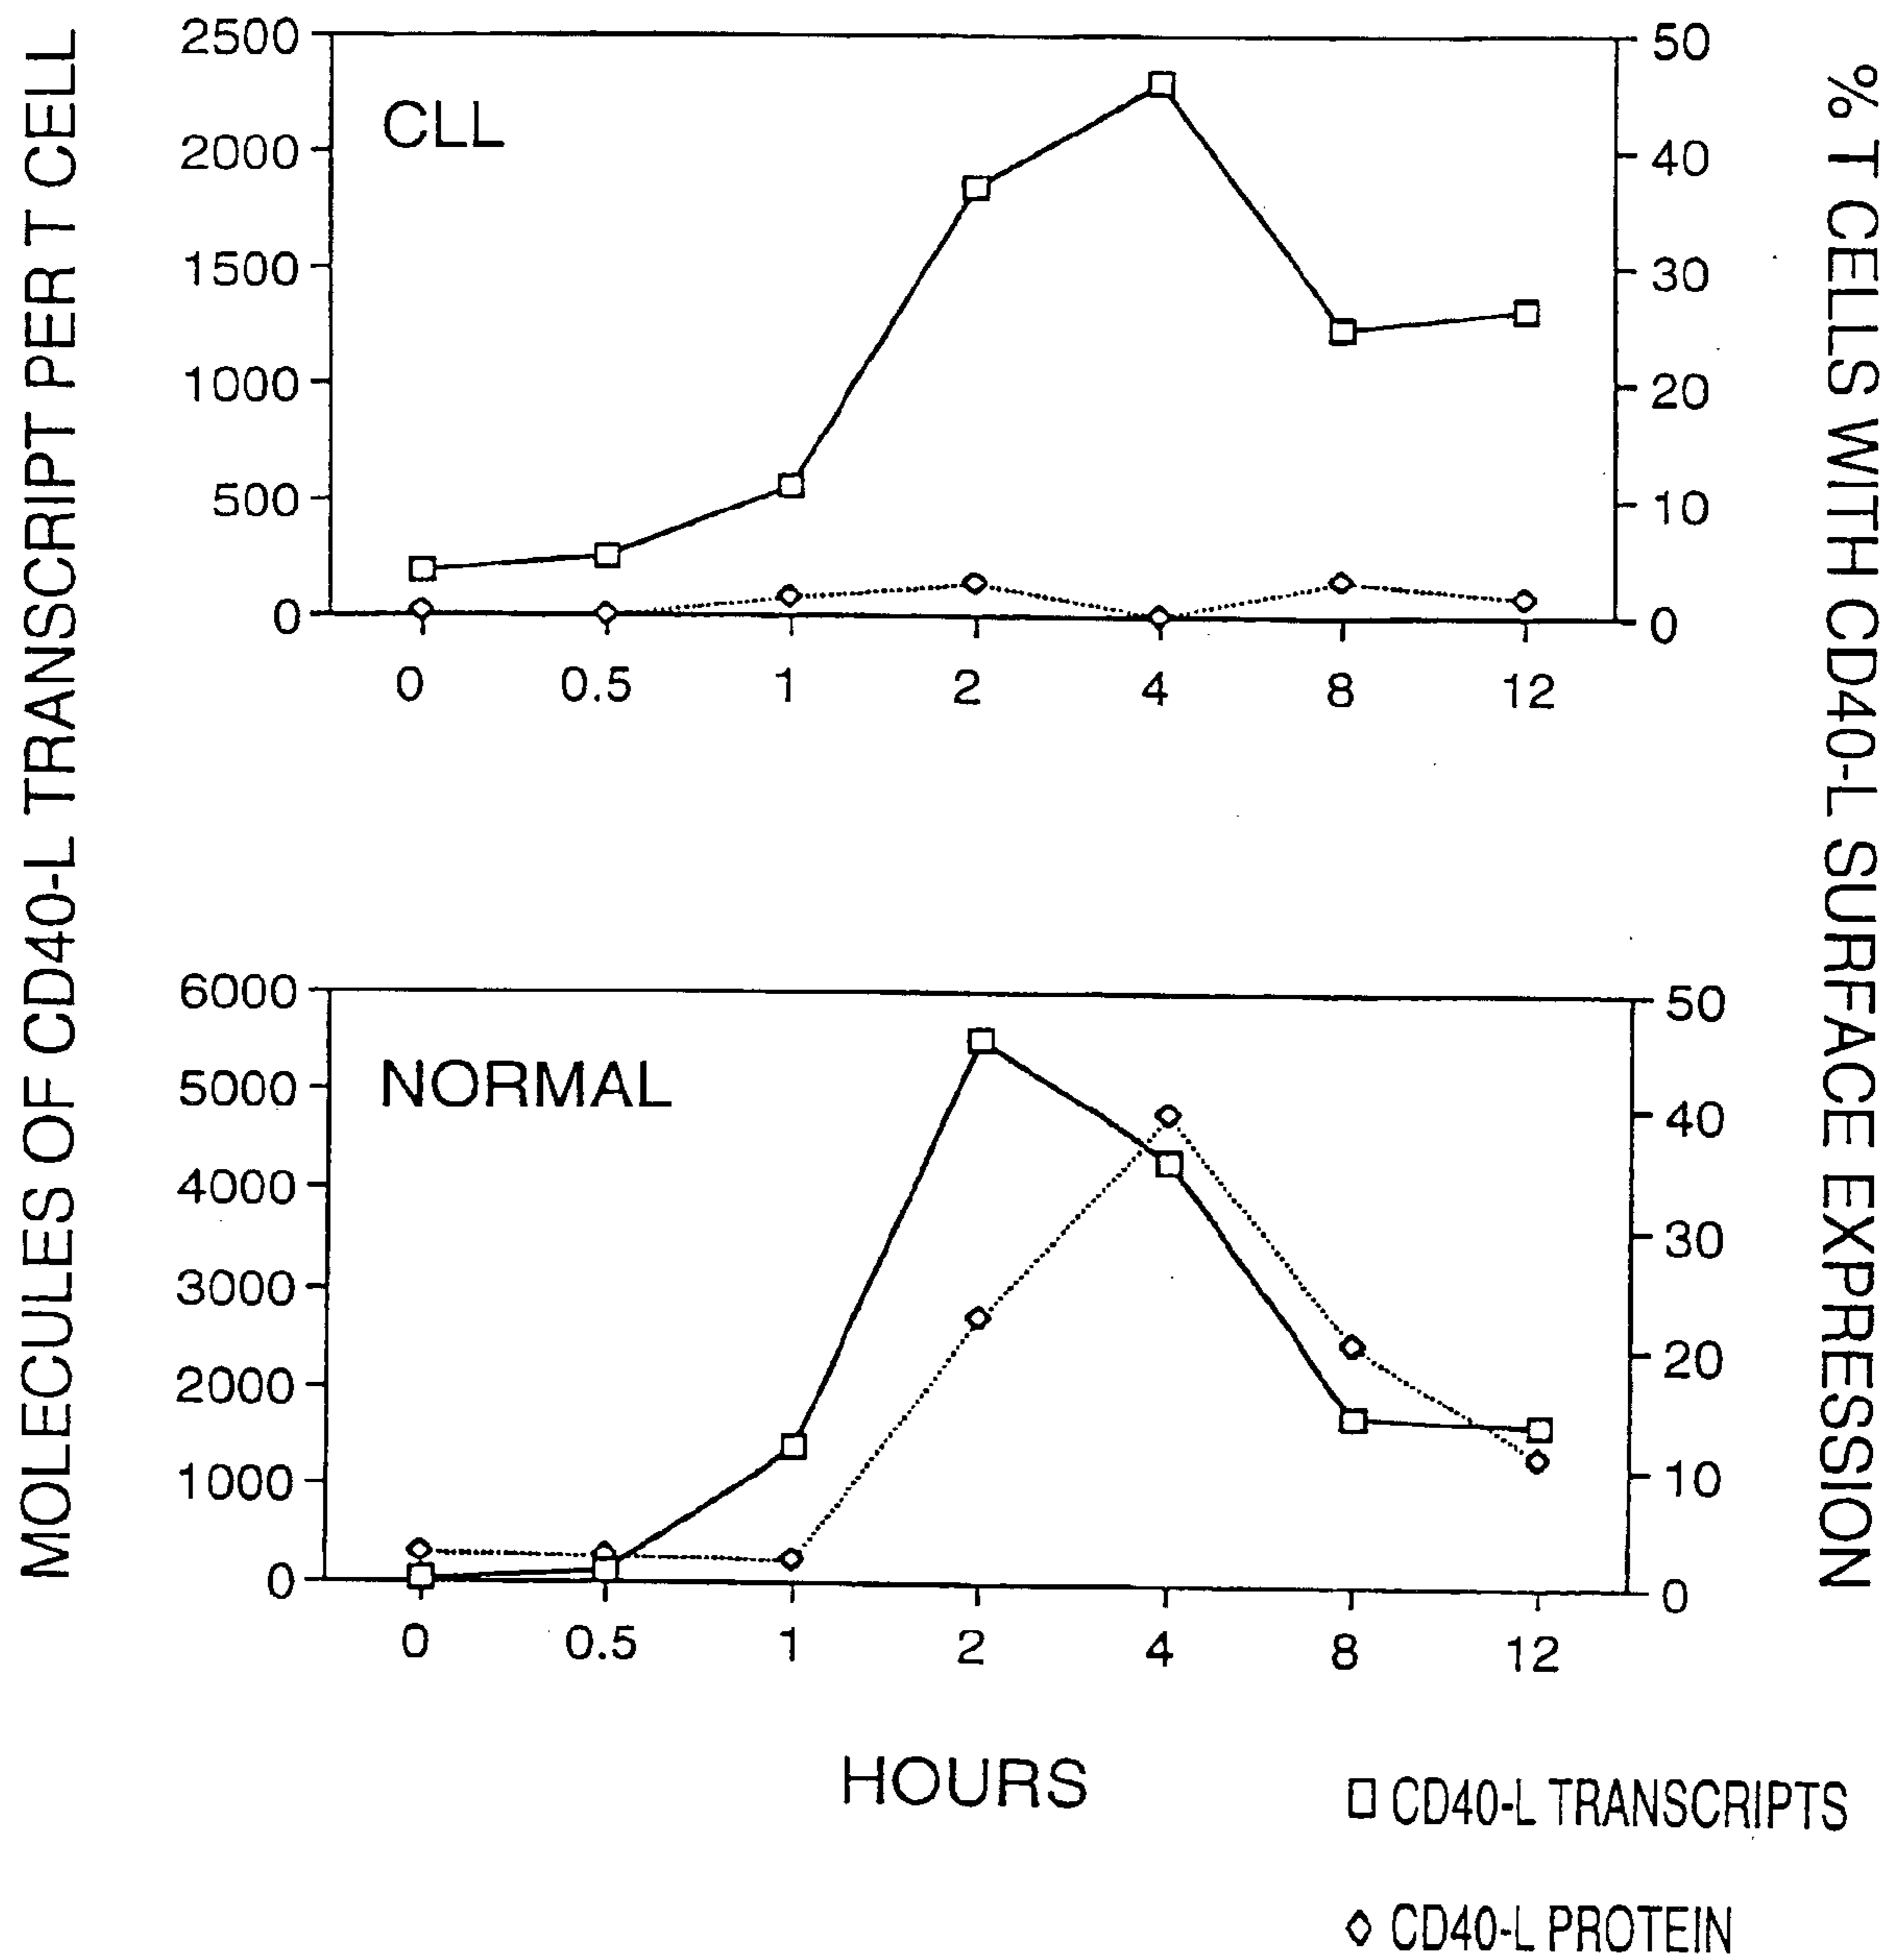 MOLECULES OF CD40-L TRANSCRIPT PER T CELL
2500
2000
1500
1000
500
0
CLL
50
40
30
20
10
0
0 0.5 1 2 4 8 12
6000
5000
4000
3000
2000
1000
0
NORMAL
50
40
30
20
10
0
0 0.5 1 2 4 8 12
% T CELLS WITH CD40-L SURFACE EXPRESSION
HOURS
CD40-L TRANSCRIPTS
CD40-L PROTEIN